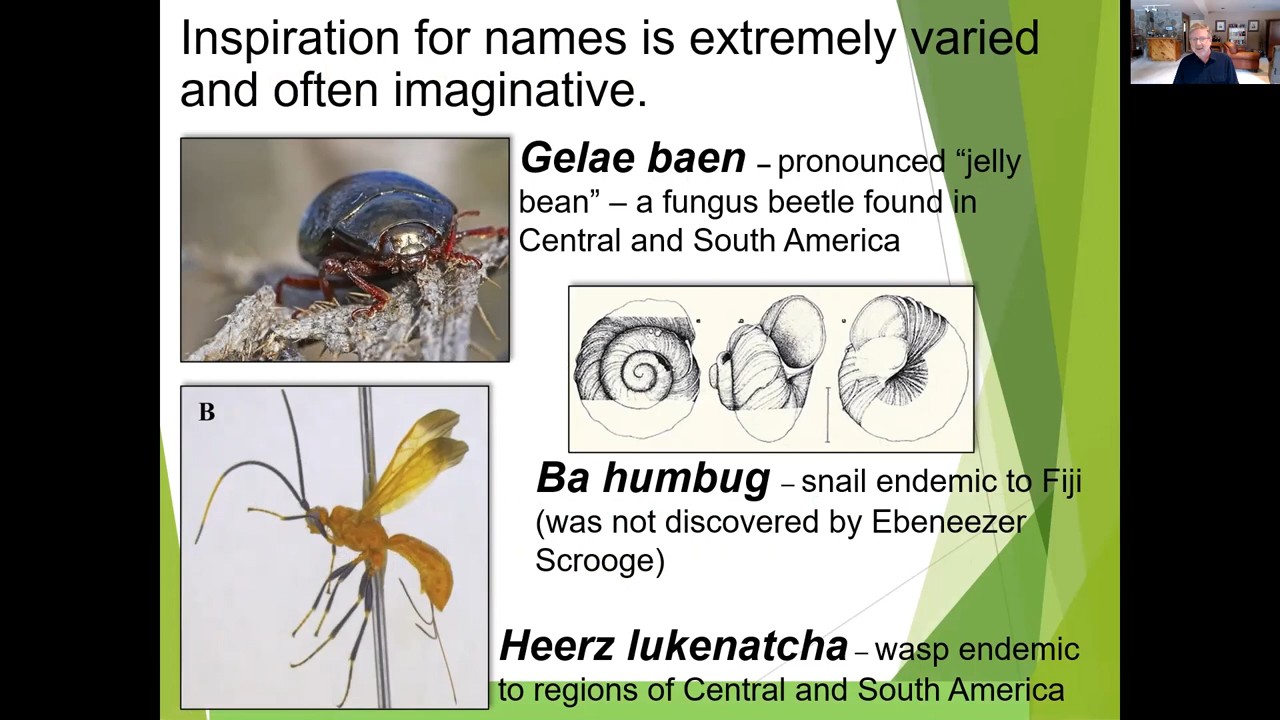 Inspiration for names is extremely varied
and often imaginative.
Gelae baen – pronounced “jelly
bean” – a fungus beetle found in
Central and South America
Ba humbug – snail endemic to Fiji
(was not discovered by Ebeneezer
Scrooge)
B
Heerz lukenatcha – wasp endemic
to regions of Central and South America